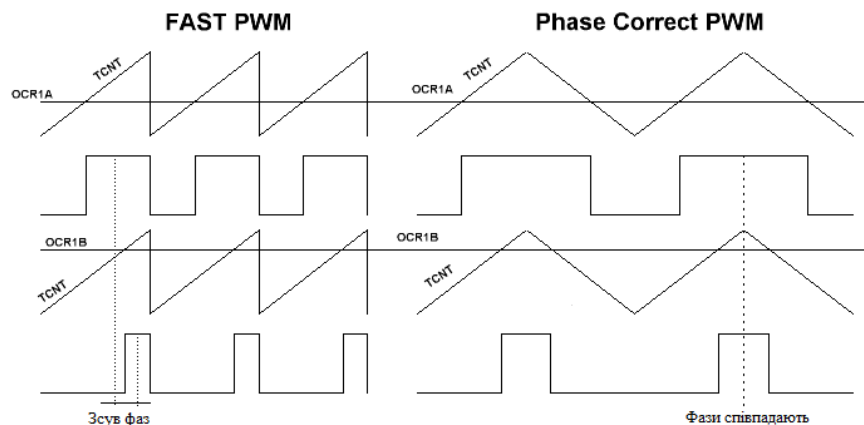 FAST PWM
Phase Correct PWM
TCNT
OCR1A
TCNT
OCR1A
OCR1B
TCNT
OCR1B
TCNT
Зсув фаз
Фази співпадають